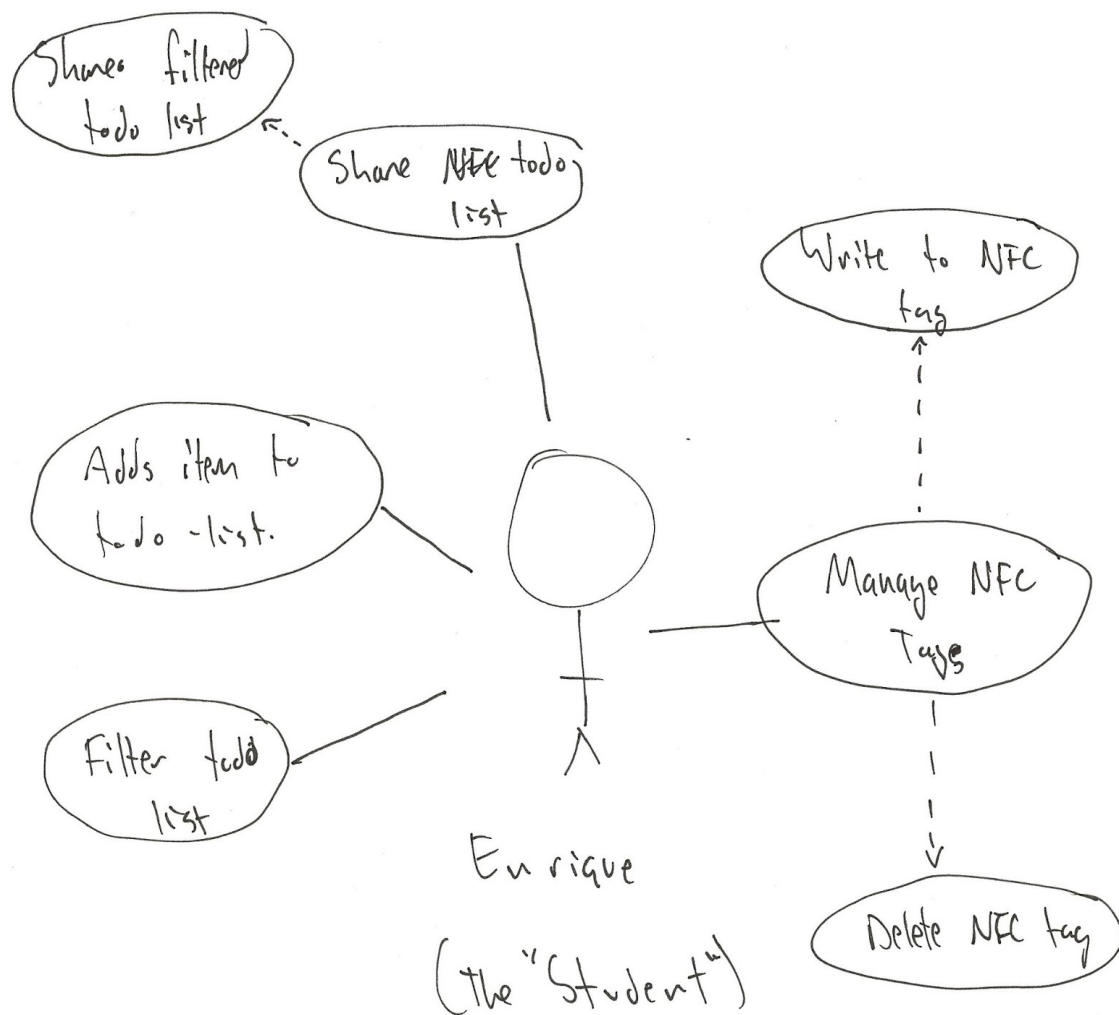 Shares filtered
todo list
Share NFC todo
list
Write to NFC
tag
Adds item to
todo-list.
Manage NFC
Tags
Filter todo
list
Delete NFC tag
Enrique
(the "Student")